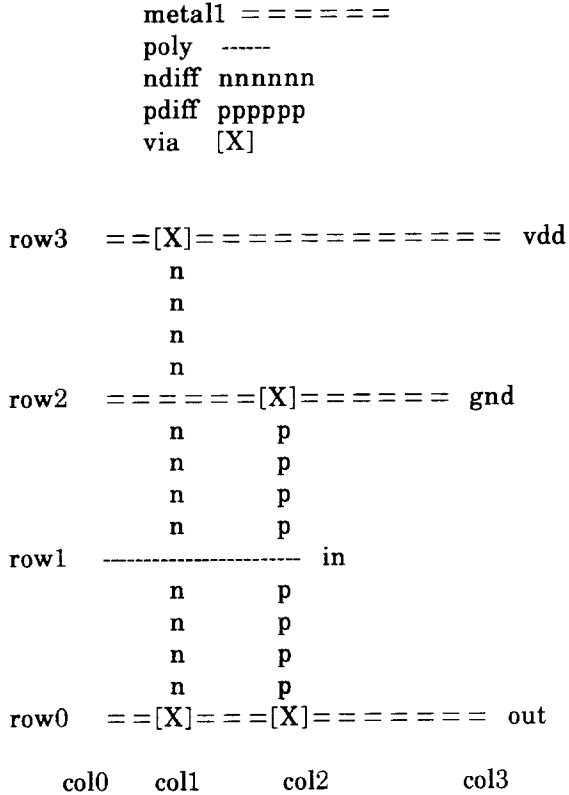 metal1 ======
poly ------
ndiff nnnnnn
pdiff pppppp
via [X]
row3 ==[X]============ vdd
n
n
n
n
row2 ======[X]====== gnd
n p
n p
n p
n p
row1 ------------------------ in
n p
n p
n p
n p
row0 ==[X]===[X]======= out
col0 col1 col2 col3